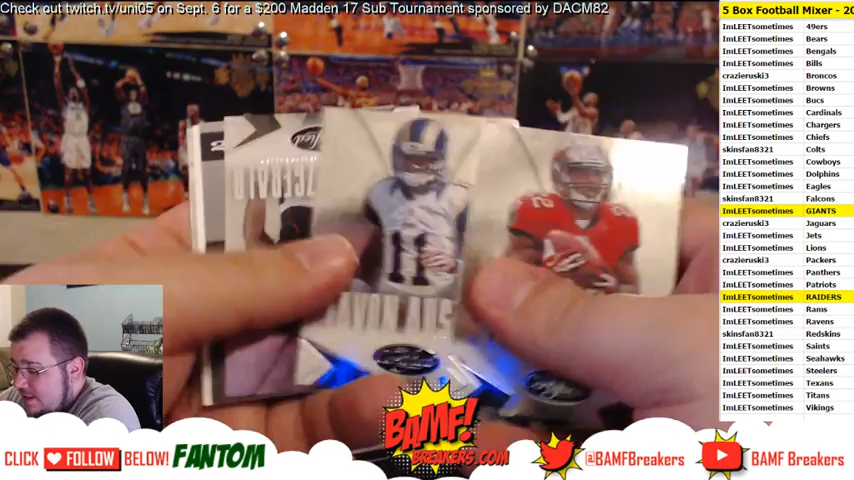 Check out twitch.tv/uni05 on Sept. 6 for a $200 Madden 17 Sub Tournament sponsored by DACM82
5 Box Football Mixer - 20
ImLEETsometimes 49ers
ImLEETsometimes Bears
ImLEETsometimes Bengals
ImLEETsometimes Bills
crazieruski3 Broncos
ImLEETsometimes Browns
ImLEETsometimes Bucs
ImLEETsometimes Cardinals
ImLEETsometimes Chargers
ImLEETsometimes Chiefs
skinsfan8321 Colts
ImLEETsometimes Cowboys
ImLEETsometimes Dolphins
ImLEETsometimes Eagles
skinsfan8321 Falcons
ImLEETsometimes GIANTS
crazieruski3 Jaguars
ImLEETsometimes Jets
ImLEETsometimes Lions
crazieruski3 Packers
ImLEETsometimes Panthers
ImLEETsometimes Patriots
ImLEETsometimes RAIDERS
ImLEETsometimes Rams
ImLEETsometimes Ravens
skinsfan8321 Redskins
ImLEETsometimes Saints
ImLEETsometimes Seahawks
ImLEETsometimes Steelers
ImLEETsometimes Texans
ImLEETsometimes Titans
ImLEETsometimes Vikings
11
CLICK FOLLOW BELOW! FANTOM
BAMF!
BREAKERS.COM
@BAMFBreakers
BAMF Breakers